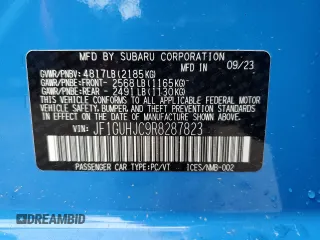 MFD BY SUBARU CORPORATION
GVWR/PNBV: 4817LB(2185KG) 09/23
GAWR/PNBE:FRONT- 2568LB(1165KG)
GAWR/PNBE:REAR - 2491LB(1130KG)
THIS VEHICLE CONFORMS TO ALL APPLICABLE
FEDERAL MOTOR VEHICLE SAFETY, BUMPER, AND
THEFT PREVENTION STANDARDS IN EFFECT ON
THE DATE OF MANUFACTURE SHOWN ABOVE.
VIN: JF1GUHJC9R8287823
PASSENGER CAR/VT TYPE:PC/VT ICES/NMB-002
DREAMBID